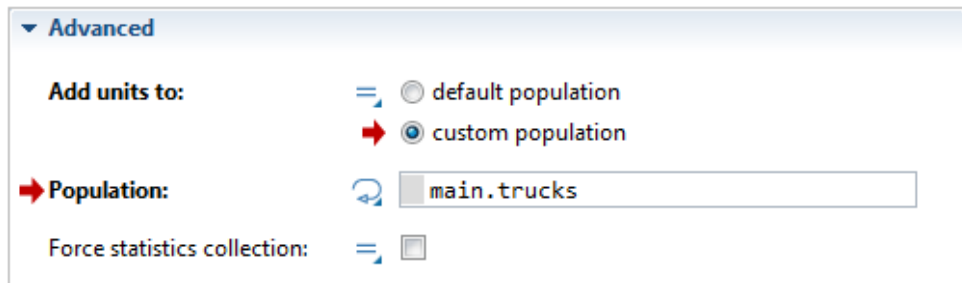 Advanced
Add units to: default population
custom population
Population: main.trucks
Force statistics collection: